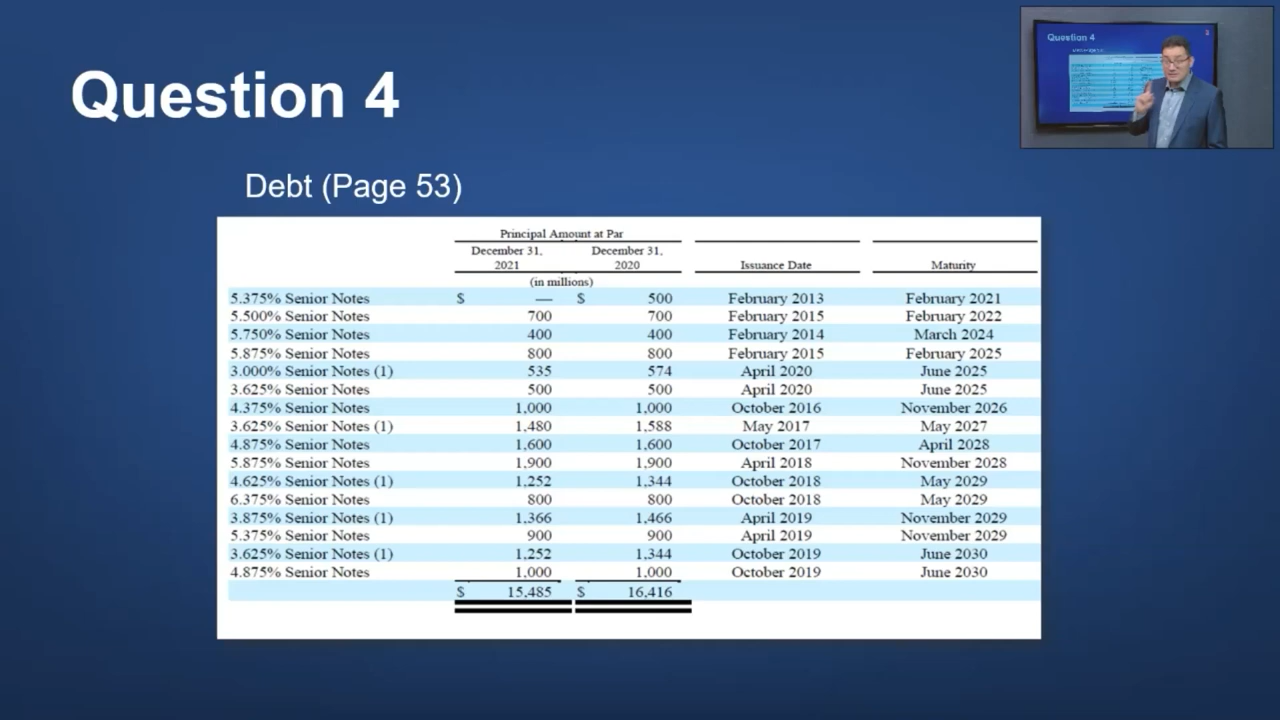 Question 4
Question 4
Debt (Page 53)
Principal Amount at Par
December 31, 2021 December 31, 2020 Issuance Date Maturity
(in millions)
5.375% Senior Notes $ — $ 500 February 2013 February 2021
5.500% Senior Notes 700 700 February 2015 February 2022
5.750% Senior Notes 400 400 February 2014 March 2024
5.875% Senior Notes 800 800 February 2015 February 2025
3.000% Senior Notes (1) 535 574 April 2020 June 2025
3.625% Senior Notes 500 500 April 2020 June 2025
4.375% Senior Notes 1,000 1,000 October 2016 November 2026
3.625% Senior Notes (1) 1,480 1,588 May 2017 May 2027
4.875% Senior Notes 1,600 1,600 October 2017 April 2028
5.875% Senior Notes 1,900 1,900 April 2018 November 2028
4.625% Senior Notes (1) 1,252 1,344 October 2018 May 2029
6.375% Senior Notes 800 800 October 2018 May 2029
3.875% Senior Notes (1) 1,366 1,466 April 2019 November 2029
5.375% Senior Notes 900 900 April 2019 November 2029
3.625% Senior Notes (1) 1,252 1,344 October 2019 June 2030
4.875% Senior Notes 1,000 1,000 October 2019 June 2030
$ 15,485 $ 16,416